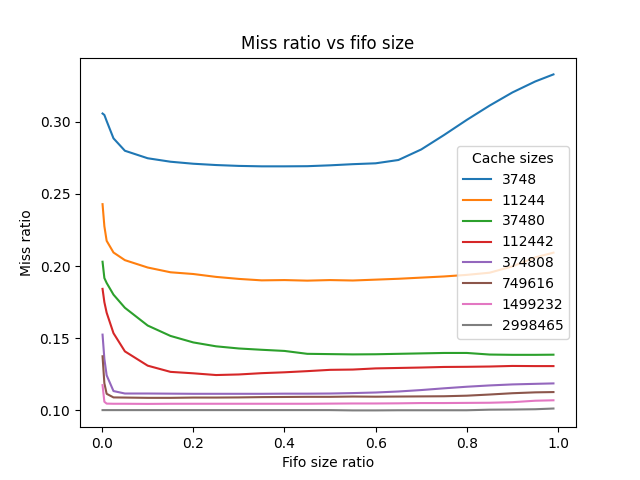 Miss ratio vs fifo size
Miss ratio
0.30
0.25
0.20
0.15
0.10
Cache sizes
3748
11244
37480
112442
374808
749616
1499232
2998465
0.0 0.2 0.4 0.6 0.8 1.0
Fifo size ratio